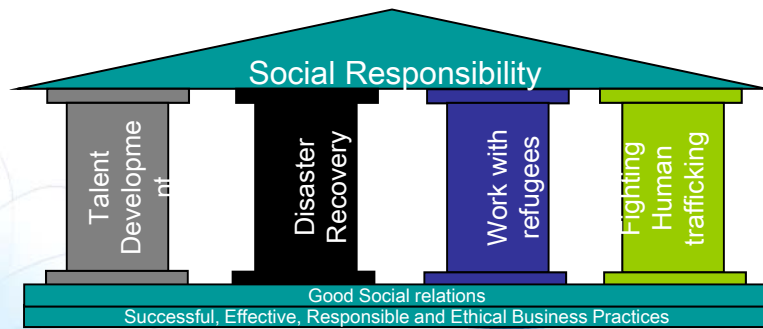 Social Responsibility
Talent
Developme
nt
Disaster
Recovery
Work with
refugees
Fighting
Human
trafficking
Good Social relations
Successful, Effective, Responsible and Ethical Business Practices